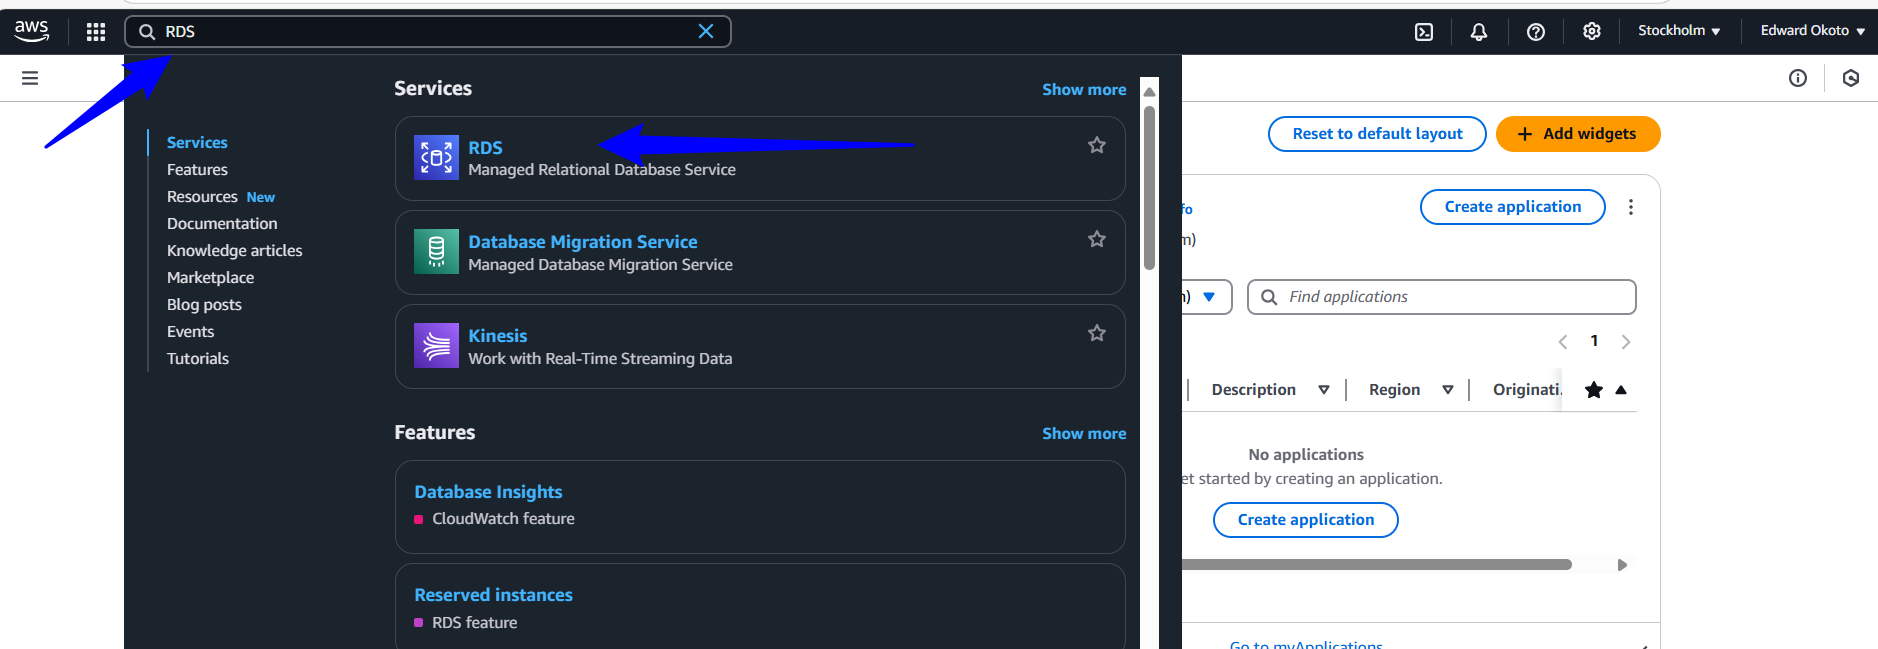 aws
RDS
Stockholm
Edward Okoto
Services
Show more
Services
Features
Resources New
Documentation
Knowledge articles
Marketplace
Blog posts
Events
Tutorials
RDS
Managed Relational Database Service
Database Migration Service
Managed Database Migration Service
Kinesis
Work with Real-Time Streaming Data
Features
Show more
Database Insights
CloudWatch feature
Reserved instances
RDS feature
Reset to default layout
Add widgets
fo
Create application
m)
Find applications
1
Description
Region
Originati.
No applications
et started by creating an application.
Create application
Go to myApplications